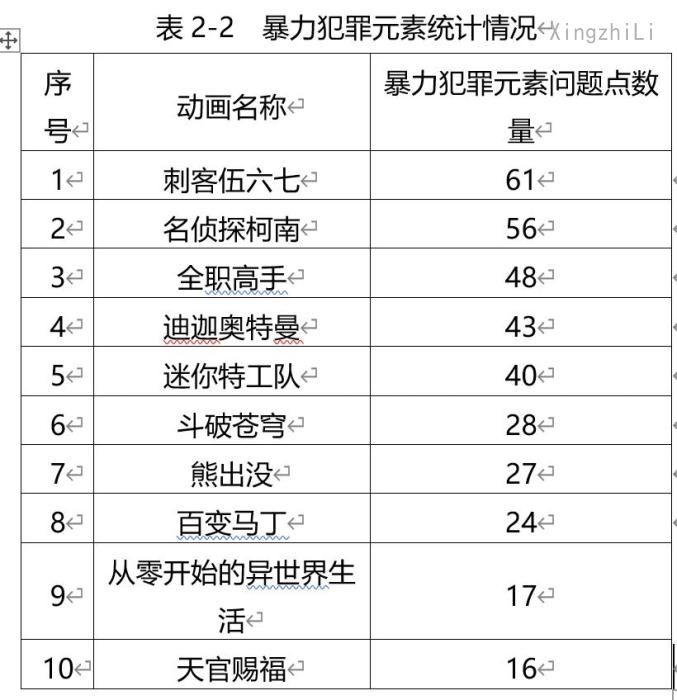 表 2-2 暴力犯罪元素统计情况
XingzhiLi
序号 动画名称 暴力犯罪元素问题点数量
1 刺客伍六七 61
2 名侦探柯南 56
3 全职高手 48
4 迪迦奥特曼 43
5 迷你特工队 40
6 斗破苍穹 28
7 熊出没 27
8 百变马丁 24
9 从零开始的异世界生活 17
10 天官赐福 16